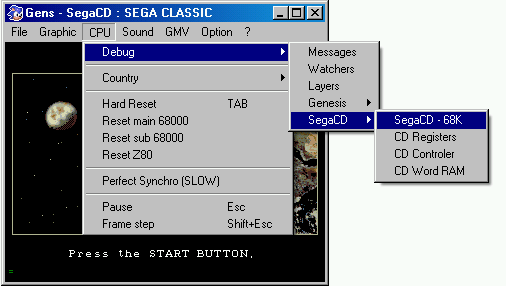 Gens - SegaCD : SEGA CLASSIC
File Graphic CPU Sound GMV Option ?
Debug
Country
Hard Reset TAB
Reset main 68000
Reset sub 68000
Reset Z80
Perfect Synchro (SLOW)
Pause Esc
Frame step Shift+Esc
Messages
Watchers
Layers
Genesis
SegaCD
SegaCD - 68K
CD Registers
CD Controler
CD Word RAM
Press the START BUTTON.